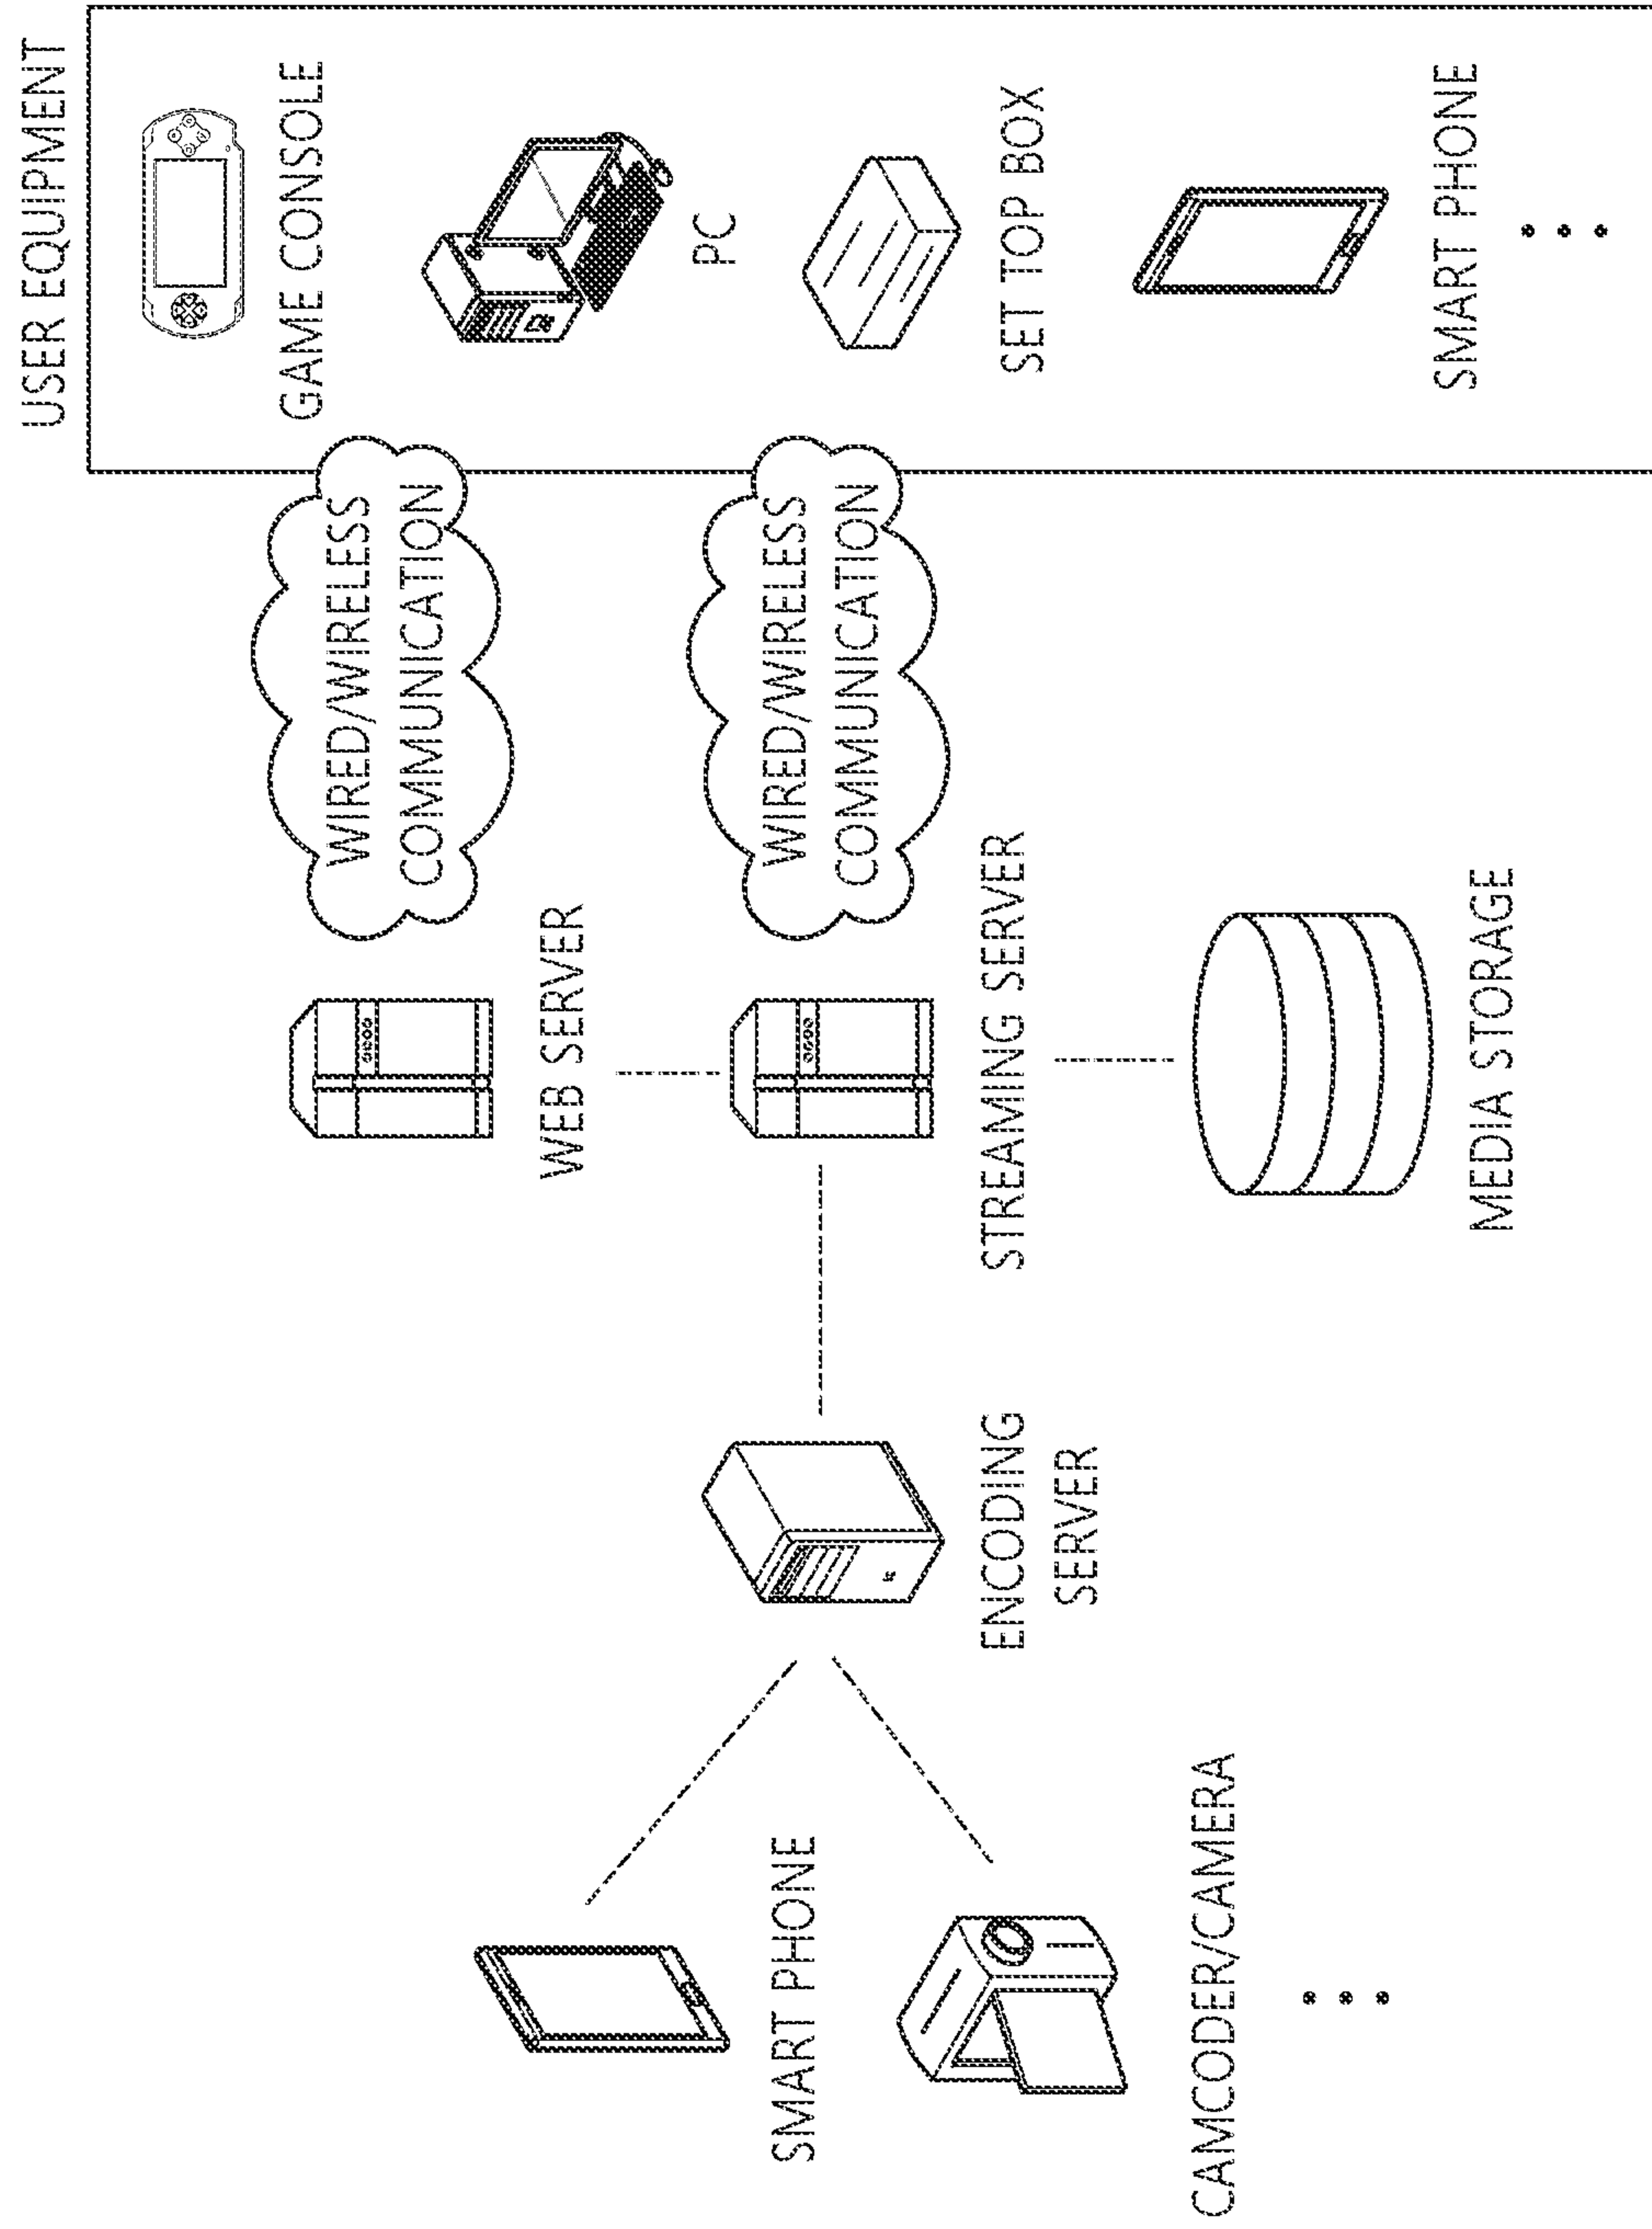 SMART PHONE
CAMCODER/CAMERA
ENCODING
SERVER
WEB SERVER
STREAMING SERVER
MEDIA STORAGE
WIRED/WIRELESS
COMMUNICATION
WIRED/WIRELESS
COMMUNICATION
USER EQUIPMENT
GAME CONSOLE
PC
SET TOP BOX
SMART PHONE